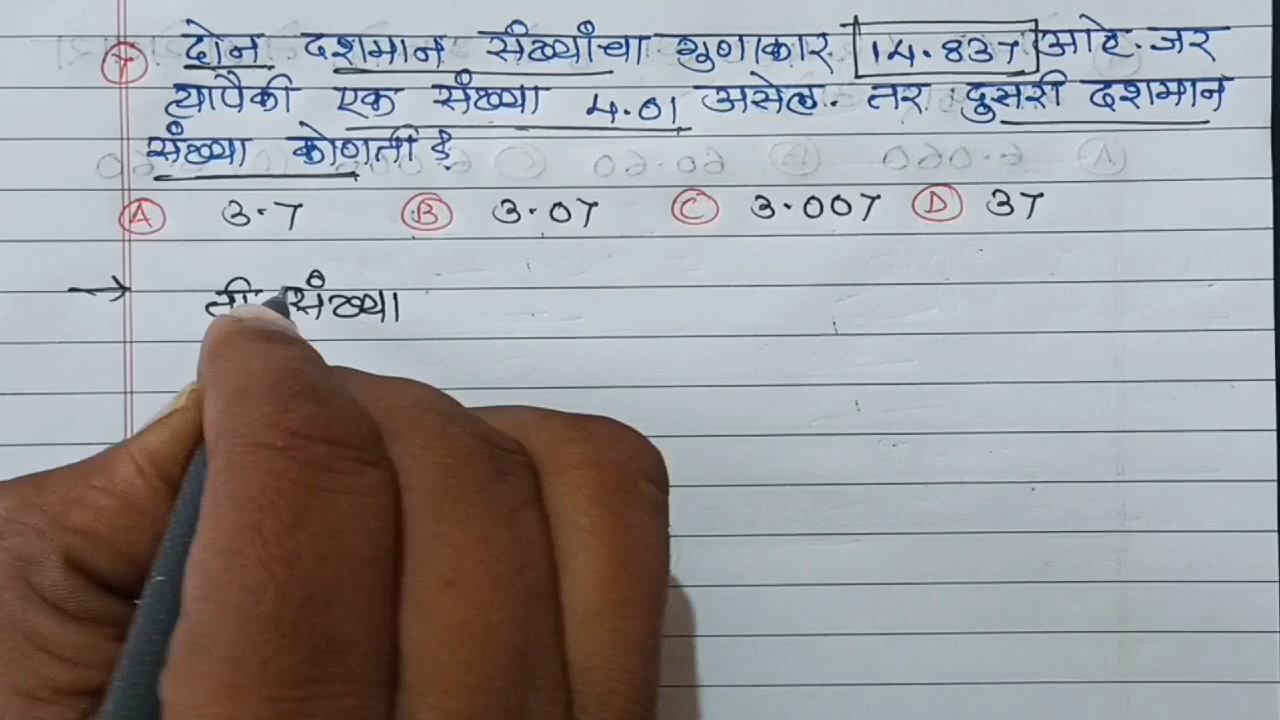 ७ दोन दशमान संख्यांचा गुणाकार 14.837 आहे. जर
त्यापैकी एक संख्या 4.01 असेल. तर दुसरी दशमान
संख्या कोणती ?
A 3.7 B 3.07 C 3.007 D 37
→ ती संख्या